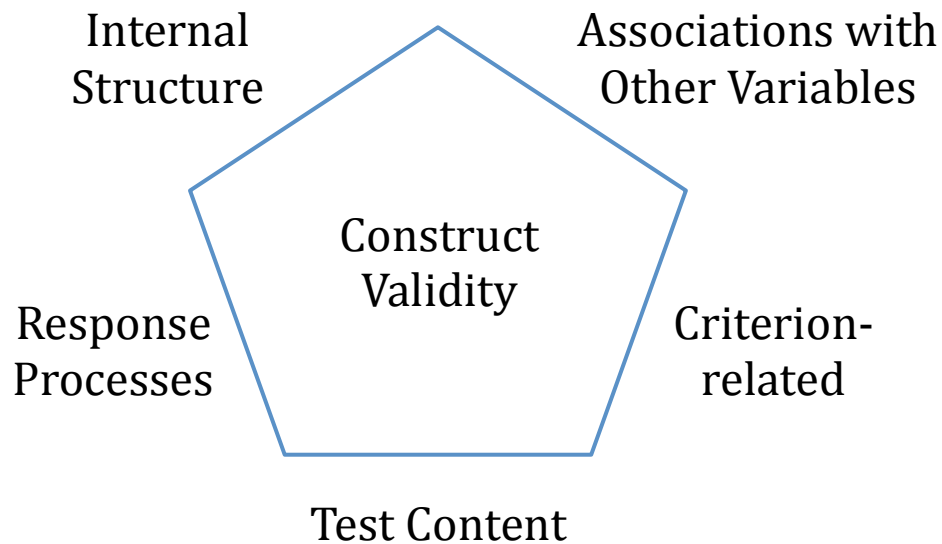 Internal
Structure
Associations with
Other Variables
Construct
Validity
Response
Processes
Criterion-
related
Test Content